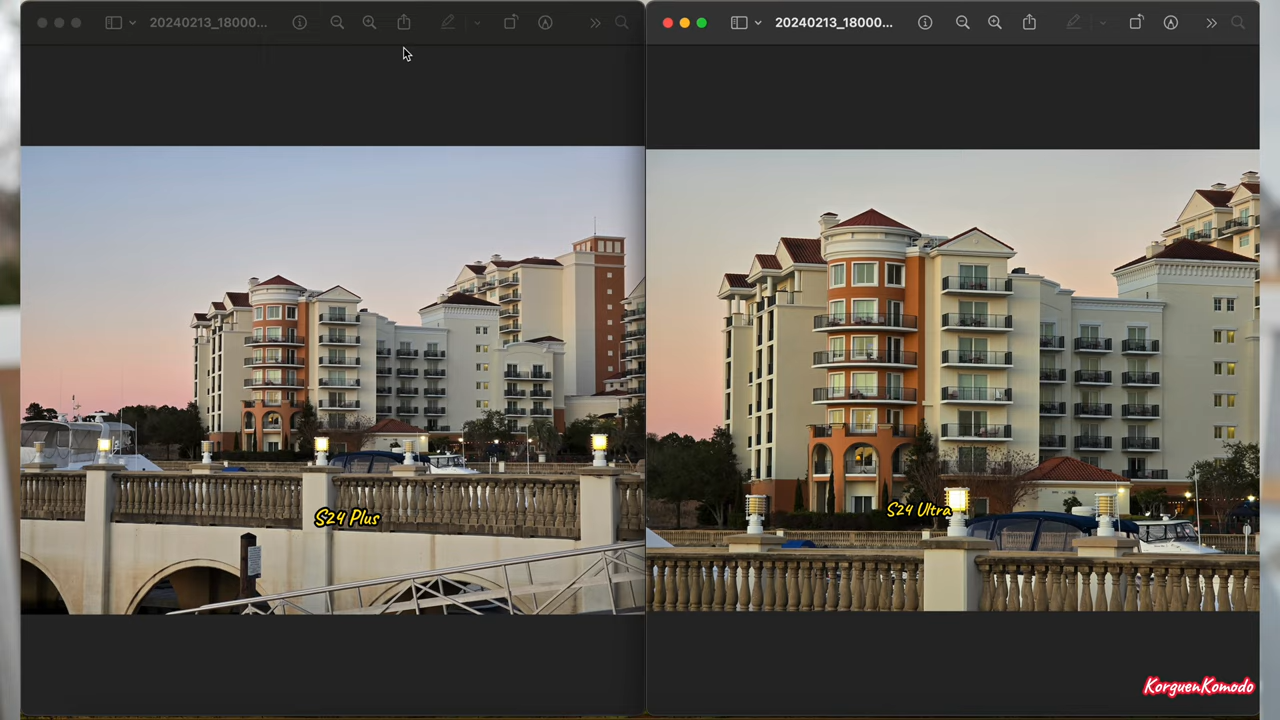 20240213_18000...
20240213_18000...
S24 Plus
S24 Ultra
KorguenKomodo